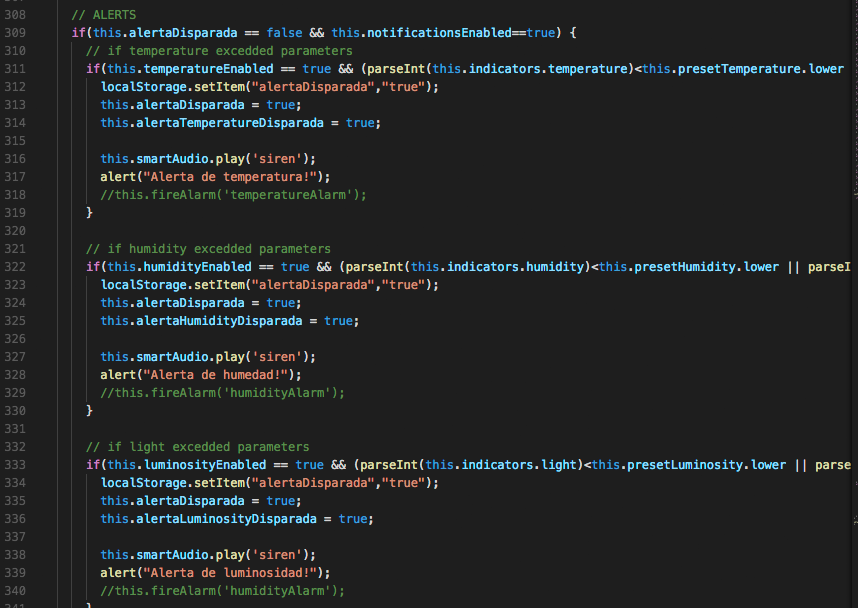 308 // ALERTS
309 if(this.alertaDisparada == false && this.notificationsEnabled==true) {
310 // if temperature excedded parameters
311 if(this.temperatureEnabled == true && (parseInt(this.indicators.temperature)<this.presetTemperature.lower
312 localStorage.setItem("alertaDisparada","true");
313 this.alertaDisparada = true;
314 this.alertaTemperatureDisparada = true;
315
316 this.smartAudio.play('siren');
317 alert("Alerta de temperatura!");
318 //this.fireAlarm('temperatureAlarm');
319 }
320
321 // if humidity excedded parameters
322 if(this.humidityEnabled == true && (parseInt(this.indicators.humidity)<this.presetHumidity.lower || parseI
323 localStorage.setItem("alertaDisparada","true");
324 this.alertaDisparada = true;
325 this.alertaHumidityDisparada = true;
326
327 this.smartAudio.play('siren');
328 alert("Alerta de humedad!");
329 //this.fireAlarm('humidityAlarm');
330 }
331
332 // if light excedded parameters
333 if(this.luminosityEnabled == true && (parseInt(this.indicators.light)<this.presetLuminosity.lower || parse
334 localStorage.setItem("alertaDisparada","true");
335 this.alertaDisparada = true;
336 this.alertaLuminosityDisparada = true;
337
338 this.smartAudio.play('siren');
339 alert("Alerta de luminosidad!");
340 //this.fireAlarm('humidityAlarm');
341 }